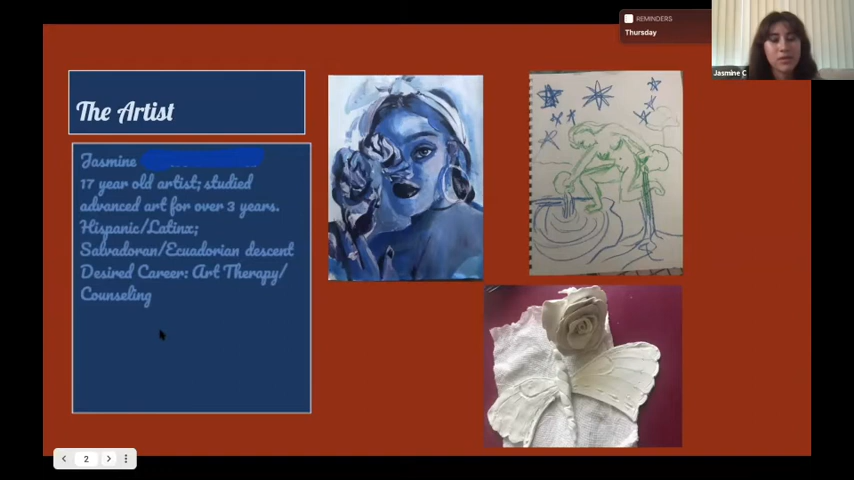 REMINDERS
Thursday
Jasmine C
The Artist
Jasmine
17 year old artist; studied
advanced art for over 3 years.
Hispanic/Latinx;
Salvadoran/Ecuadorian descent
Desired Career: Art Therapy/
Counseling
2